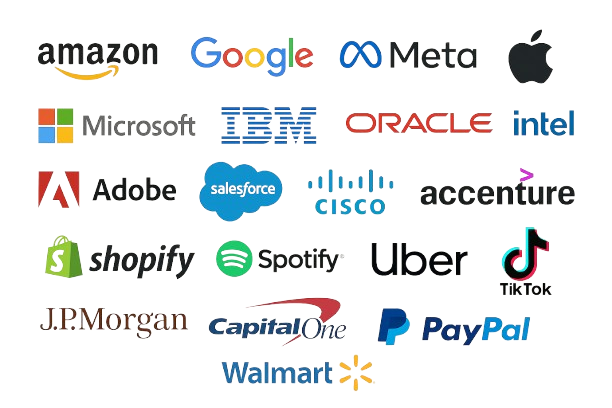 amazon Google Meta
Microsoft IBM ORACLE intel
Adobe salesforce CISCO accenture
shopify Spotify Uber TikTok
J.P.Morgan Capital One PayPal
Walmart